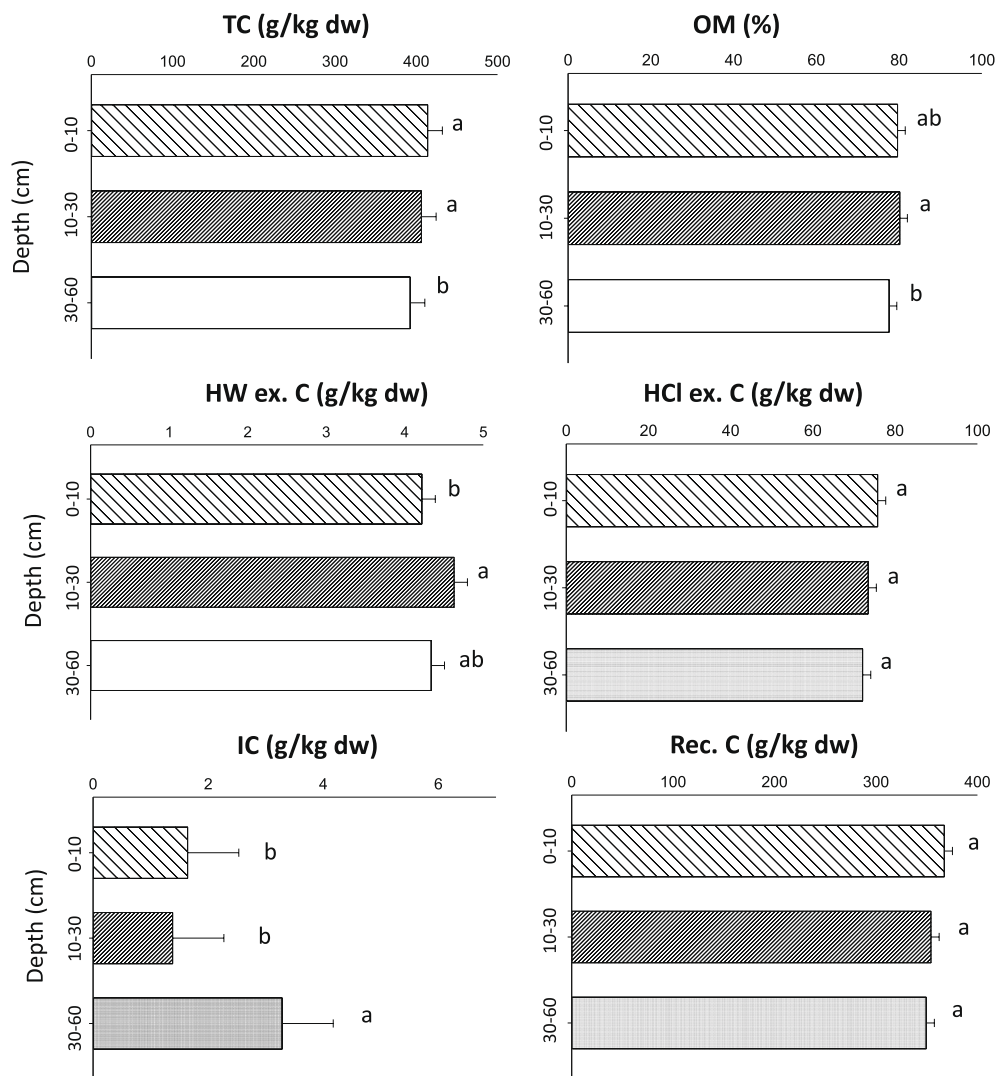 TC (g/kg dw)
0 100 200 300 400 500
Depth (cm)
0-10 a
10-30 a
30-60 b
OM (%)
0 20 40 60 80 100
0-10 ab
10-30 a
30-60 b
HW ex. C (g/kg dw)
0 1 2 3 4 5
Depth (cm)
0-10 b
10-30 a
30-60 ab
HCl ex. C (g/kg dw)
0 20 40 60 80 100
0-10 a
10-30 a
30-60 a
IC (g/kg dw)
0 2 4 6
Depth (cm)
0-10 b
10-30 b
30-60 a
Rec. C (g/kg dw)
0 100 200 300 400
0-10 a
10-30 a
30-60 a